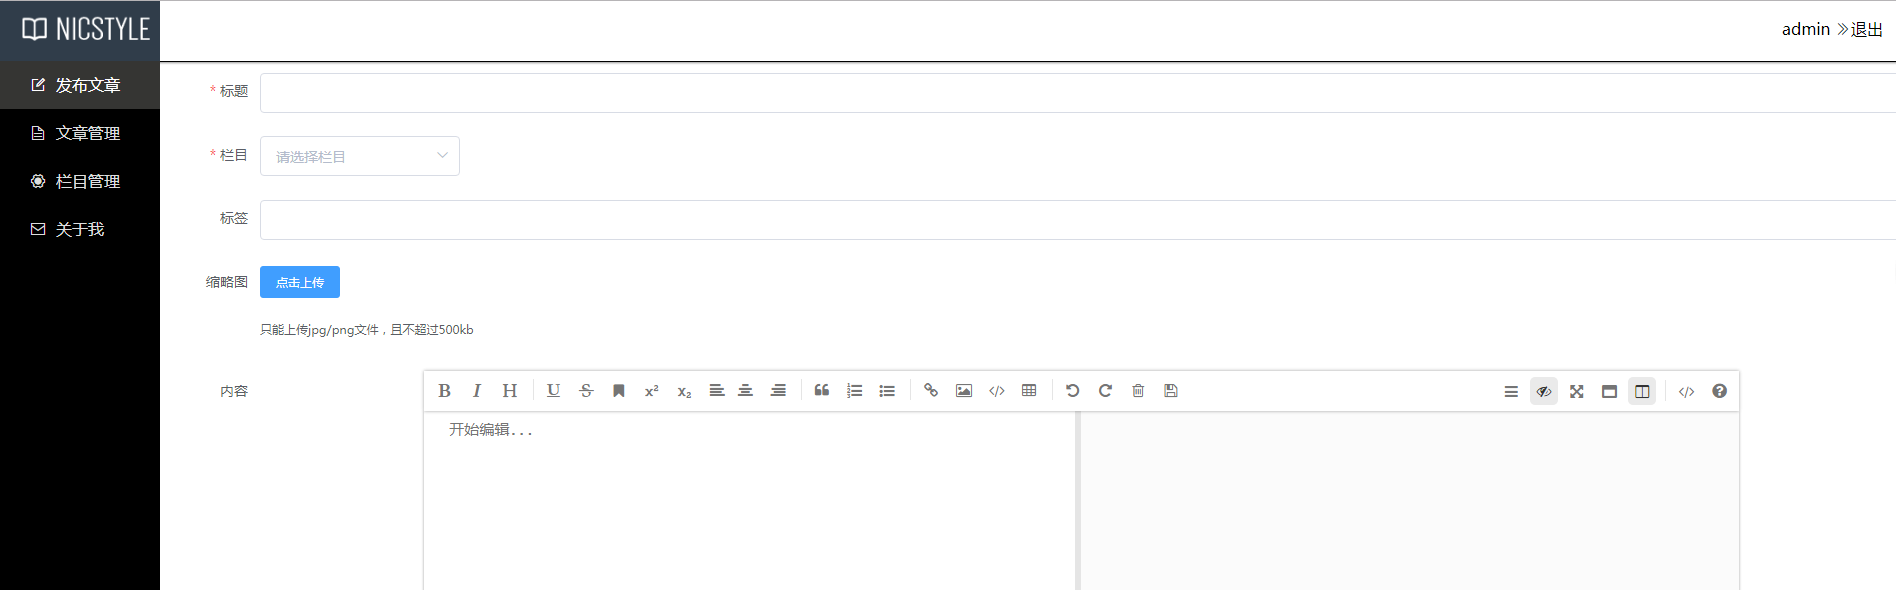 NICSTYLE
admin 退出
发布文章
文章管理
栏目管理
关于我
* 标题
* 栏目
请选择栏目
标签
缩略图
点击上传
只能上传jpg/png文件，且不超过500kb
内容
B I H U S x² x₂
开始编辑...